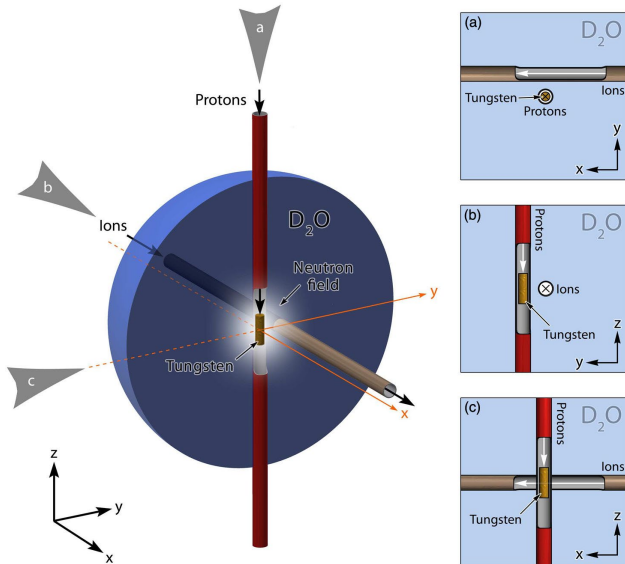 a
Protons
b
Ions
D₂O
Neutron
field
y
Tungsten
c
x
z
y
x
(a)
D₂O
Tungsten
Ions
Protons
y
x
(b)
Protons
D₂O
Ions
Tungsten
y
z
(c)
Protons
D₂O
Ions
Tungsten
z
x